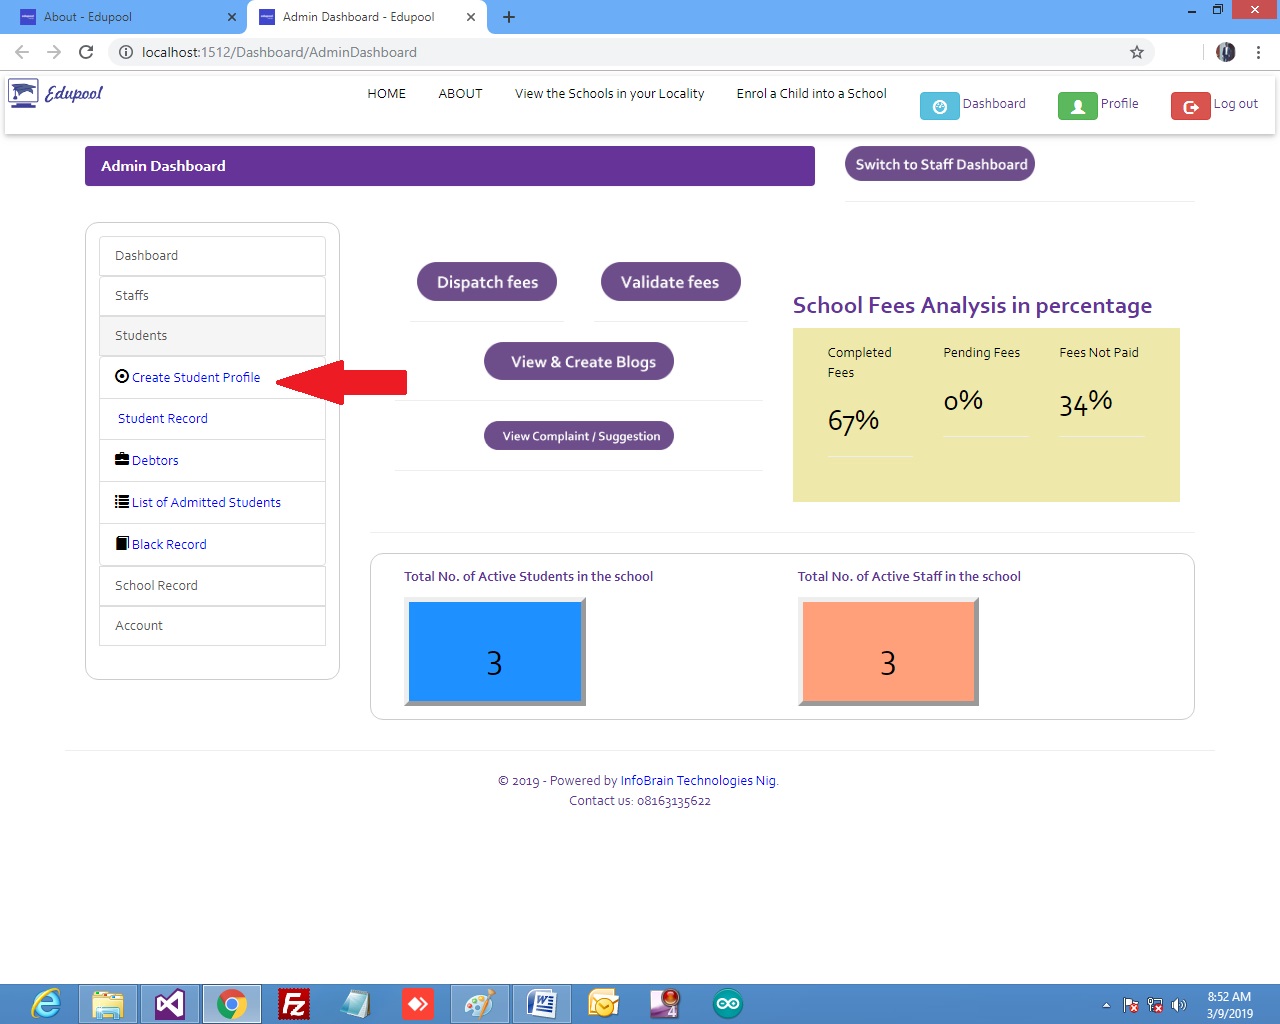 About - Edupool
Admin Dashboard - Edupool
localhost:1512/Dashboard/AdminDashboard
Edupool
HOME
ABOUT
View the Schools in your Locality
Enrol a Child into a School
Dashboard
Profile
Log out
Admin Dashboard
Switch to Staff Dashboard
Dashboard
Staffs
Students
Create Student Profile
Student Record
Debtors
List of Admitted Students
Black Record
School Record
Account
Dispatch fees
Validate fees
View & Create Blogs
View Complaint / Suggestion
School Fees Analysis in percentage
Completed
Fees
67%
Pending Fees
0%
Fees Not Paid
34%
Total No. of Active Students in the school
3
Total No. of Active Staff in the school
3
© 2019 - Powered by InfoBrain Technologies Nig.
Contact us: 08163135622
8:52 AM
3/9/2019